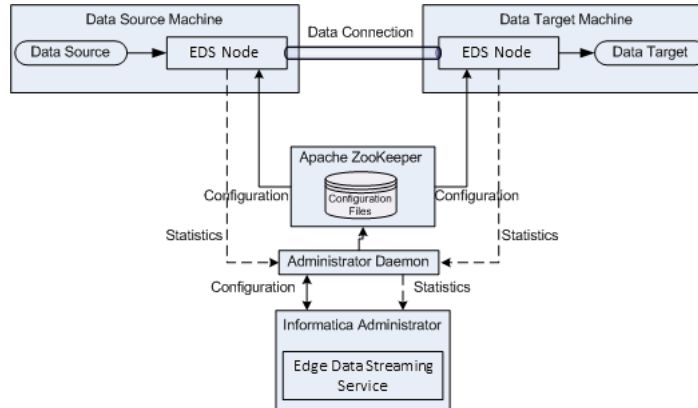 Data Source Machine
Data Target Machine
Data Source
EDS Node
Data Connection
EDS Node
Data Target
Apache ZooKeeper
Configuration
Files
Configuration
Configuration
Statistics
Statistics
Administrator Daemon
Configuration
Statistics
Informatica Administrator
Edge Data Streaming
Service